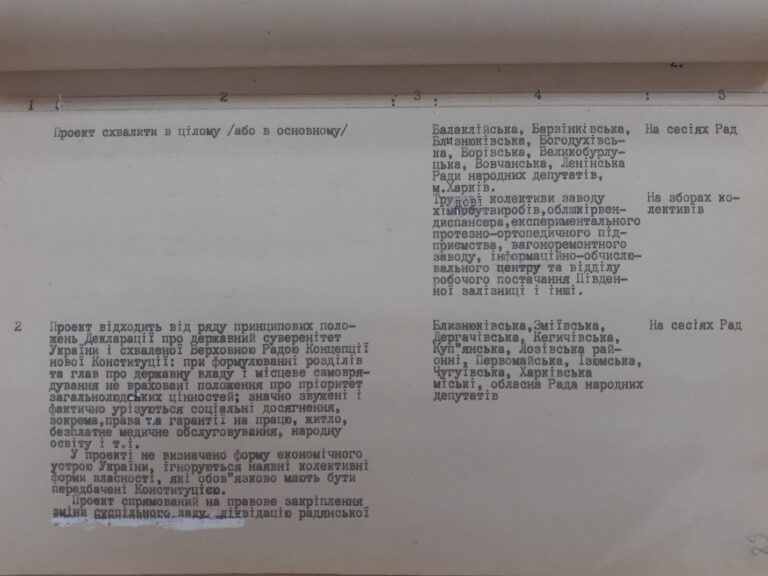 1 : 2 : 3 : 4 : 5
Проект схвалити в цілому /або в основному/
Балаклійська, Барвінківська,
Близнюківська, Богодухівсь-
ка, Борівська, Великобурлу-
цька, Вовчанська, Ленінська
Ради народних депутатів,
м.Харків.
На сесіях Рад
Трудові колективи заводу
хімпобутвиробів,облшкірвен-
диспансера,експериментального
протезно-ортопедичного під-
приємства, вагоноремонтного
заводу, інформаційно-обчислю-
вального центру та відділу
робочого постачання Півден-
ної залізниці і інші.
На зборах ко-
лективів
2
Проект відходить від ряду принципових поло-
жень Декларації про державний суверенітет
України і схваленої Верховною Радою Концепції
нової Конституції: при формулюванні розділів
та глав про державну владу і місцеве самовря-
дування не враховані положення про пріоритет
загальнолюдських цінностей; значно звужені і
фактично урізуються соціальні досягнення,
зокрема,права та гарантії на працю, житло,
безплатне медичне обслуговування, народну
освіту і т.і.
У проекті не визначено форму економічного
устрою України, ігноруються наявні колективні
форми власності, які обов"язково мають бути
передбачені Конституцією.
Проект спрямований на правове закріплення
зміни суспільного ладу, ліквідацію радянської
Близнюківська,Зміївська,
Дергачівська, Кегичівська,
Куп"янська, Лозівська рай-
онні, Первомайська, Ізюмська,
Чугуївська, Харківська
міські, обласна Рада народних
депутатів
На сесіях Рад